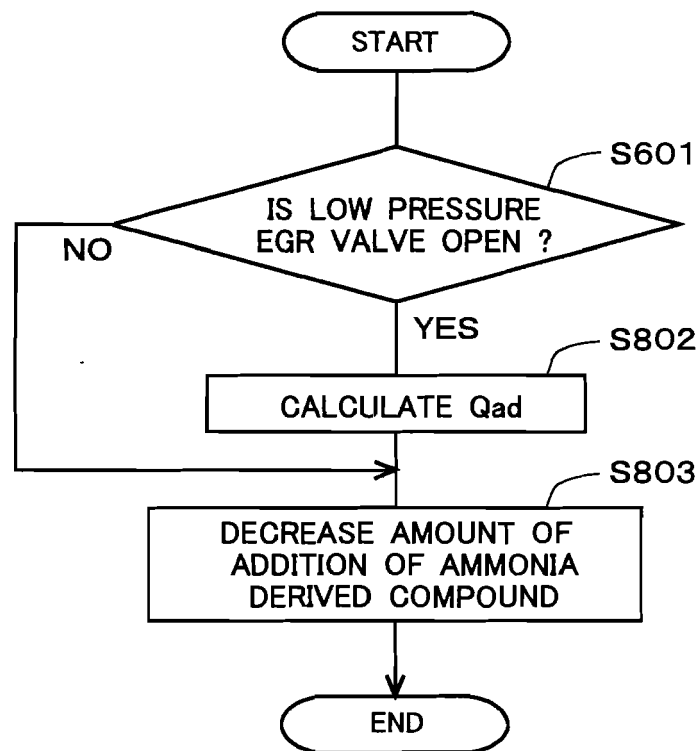 START
S601
IS LOW PRESSURE
EGR VALVE OPEN ?
NO
YES
S802
CALCULATE Qad
S803
DECREASE AMOUNT OF
ADDITION OF AMMONIA
DERIVED COMPOUND
END